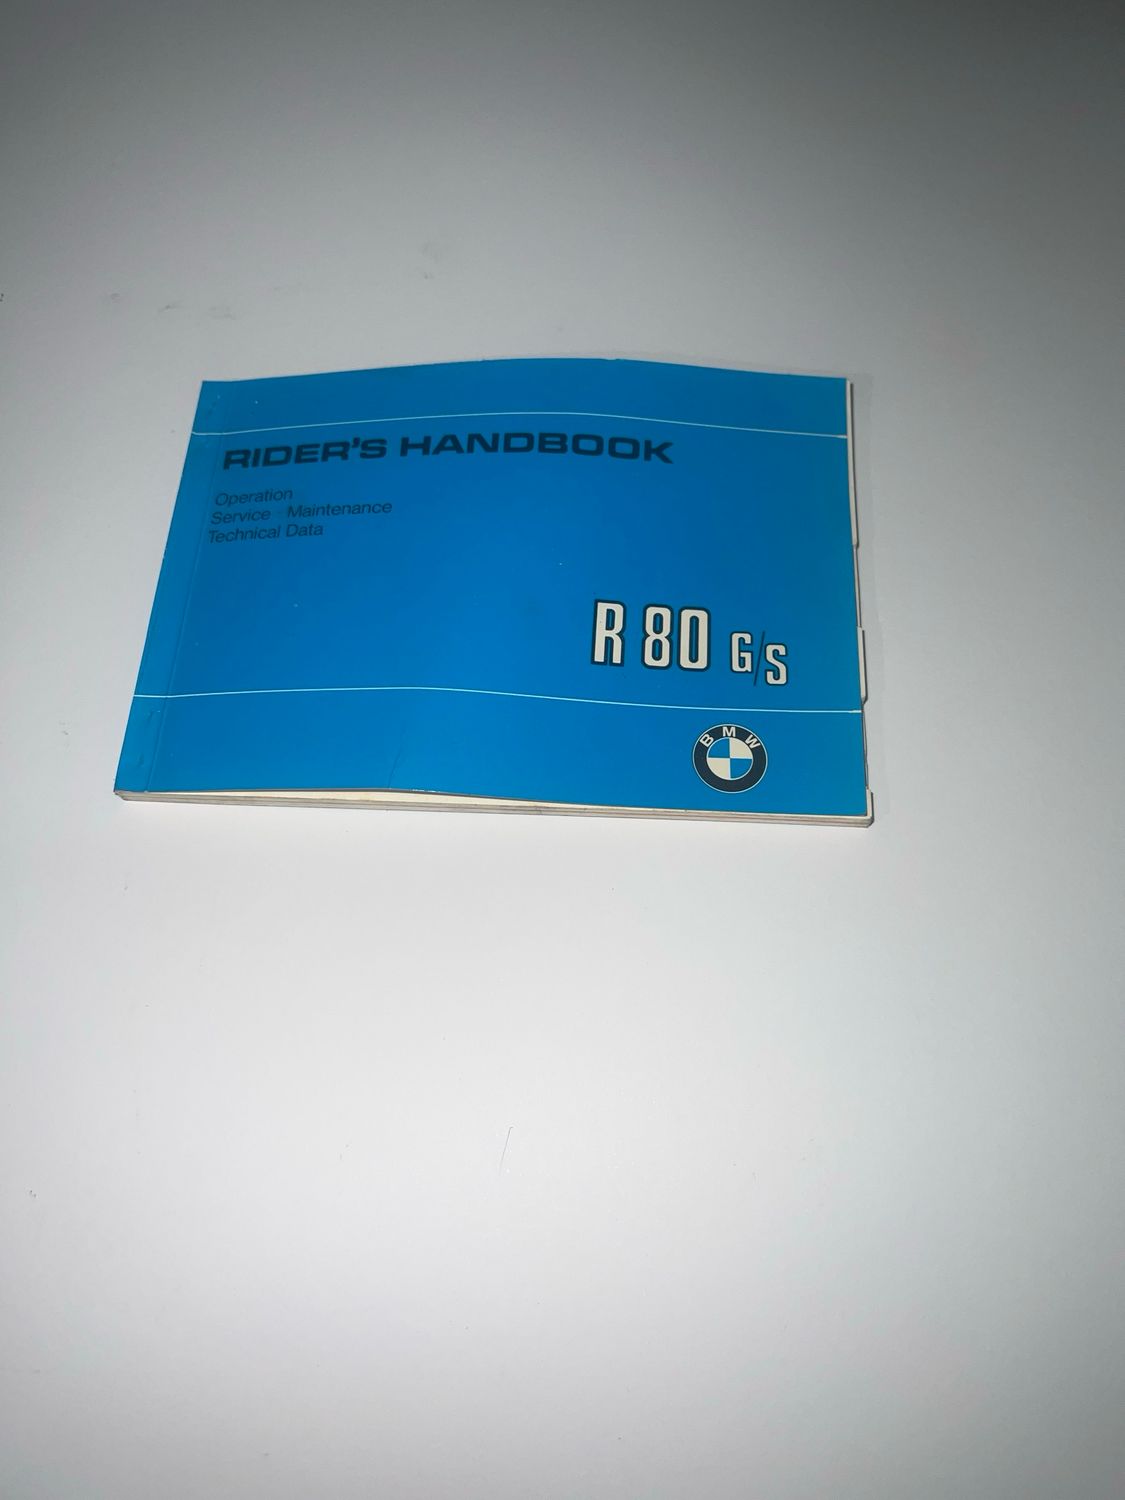 RIDER'S HANDBOOK
Operation
Service - Maintenance
Technical Data
R 80 G/S
BMW